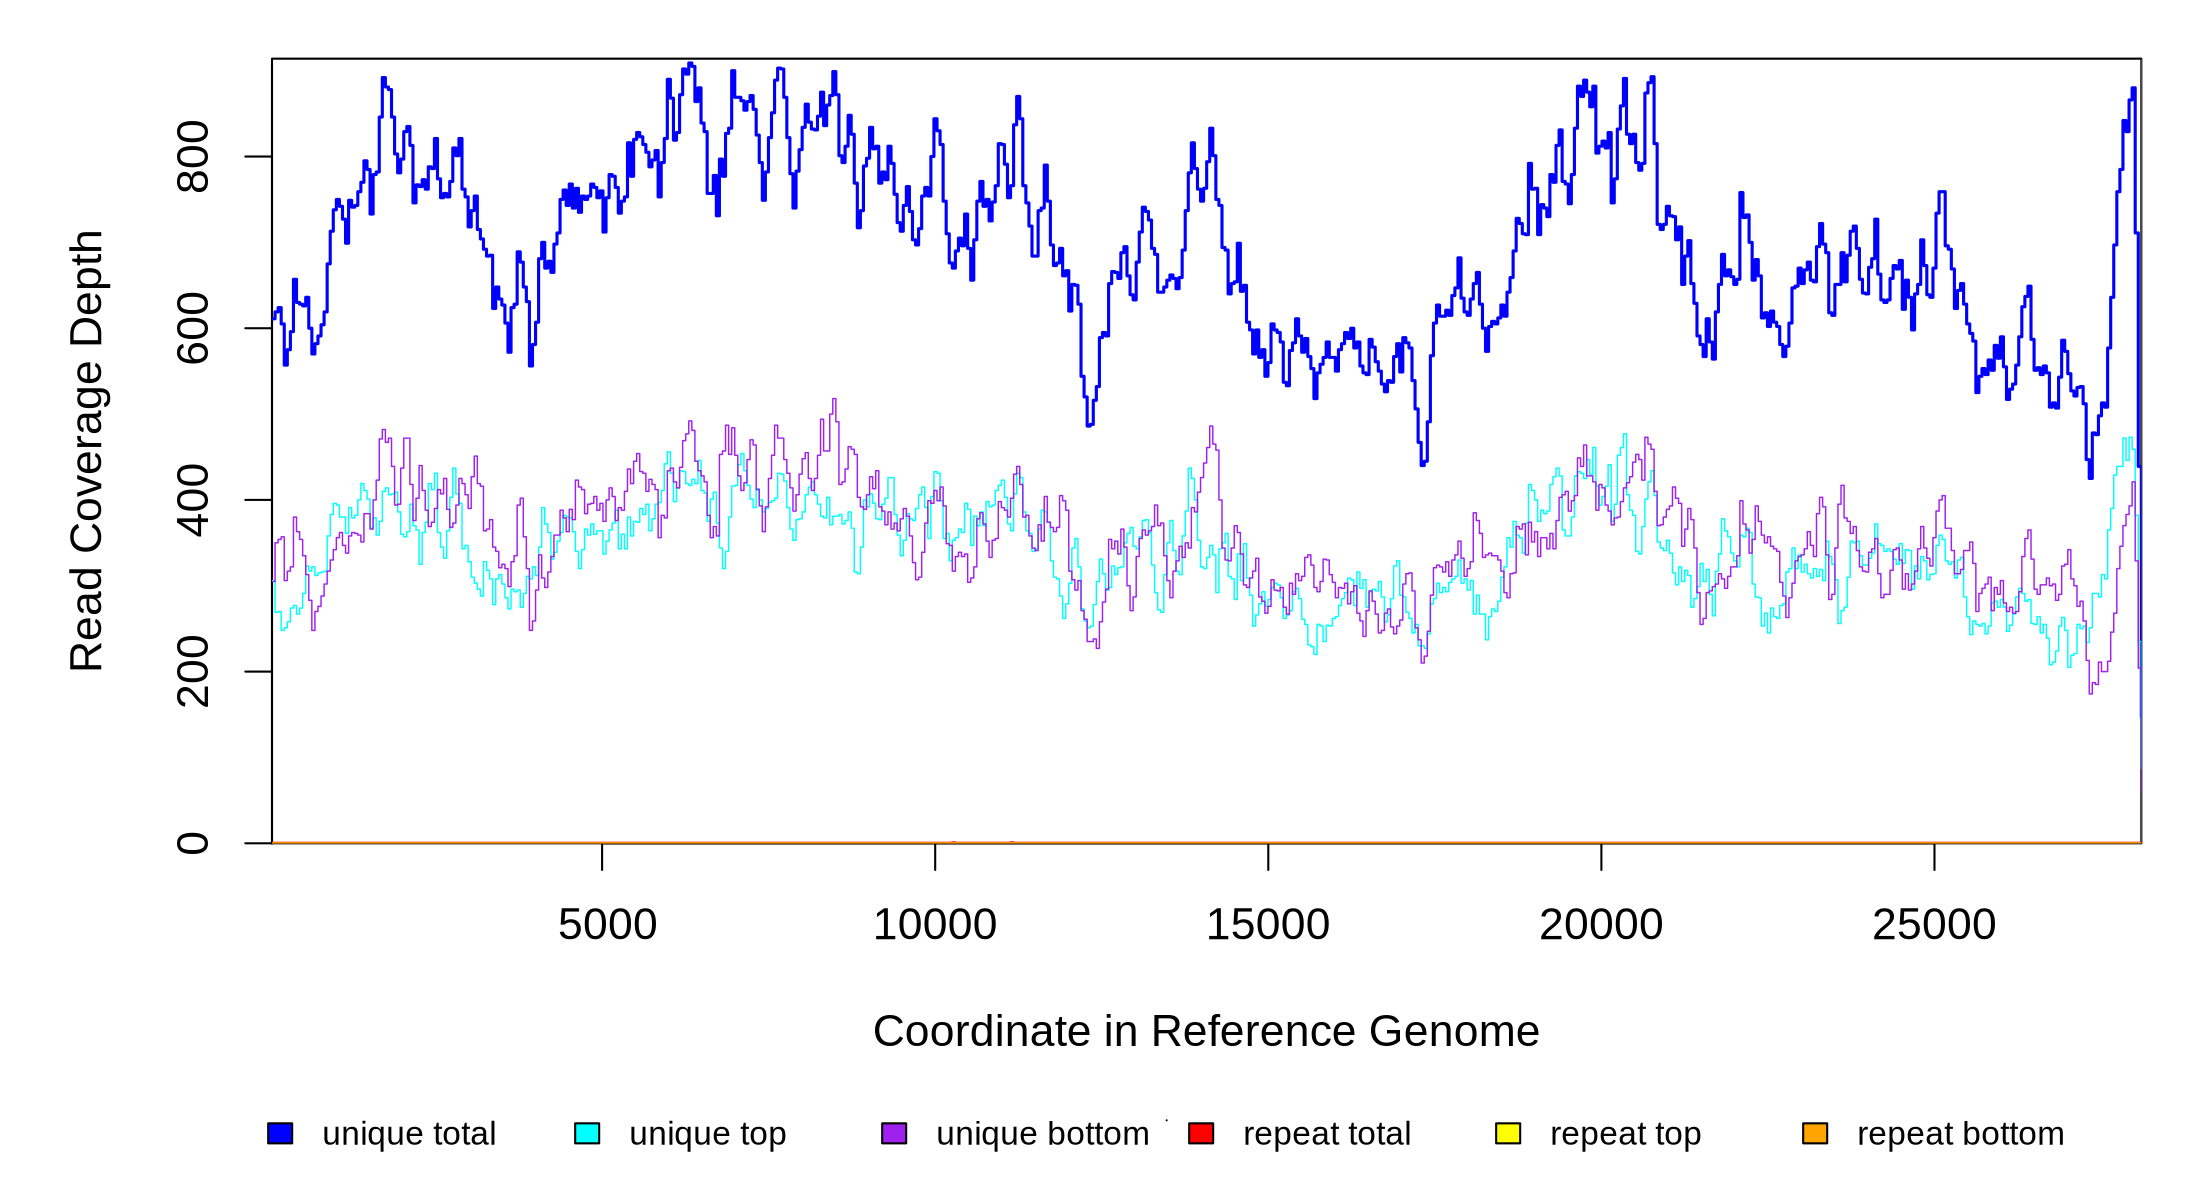 Read Coverage Depth
800
600
400
200
0
5000 10000 15000 20000 25000
Coordinate in Reference Genome
unique total unique top unique bottom repeat total repeat top repeat bottom